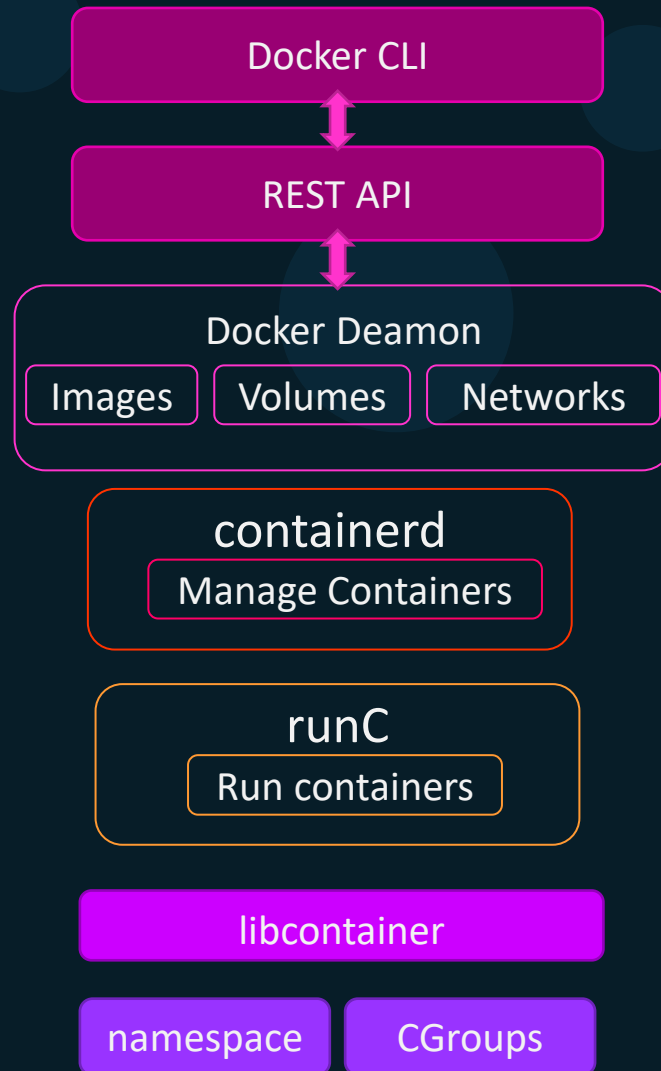 Docker CLI
REST API
Docker Deamon
Images Volumes Networks
containerd
Manage Containers
runC
Run containers
libcontainer
namespace CGroups